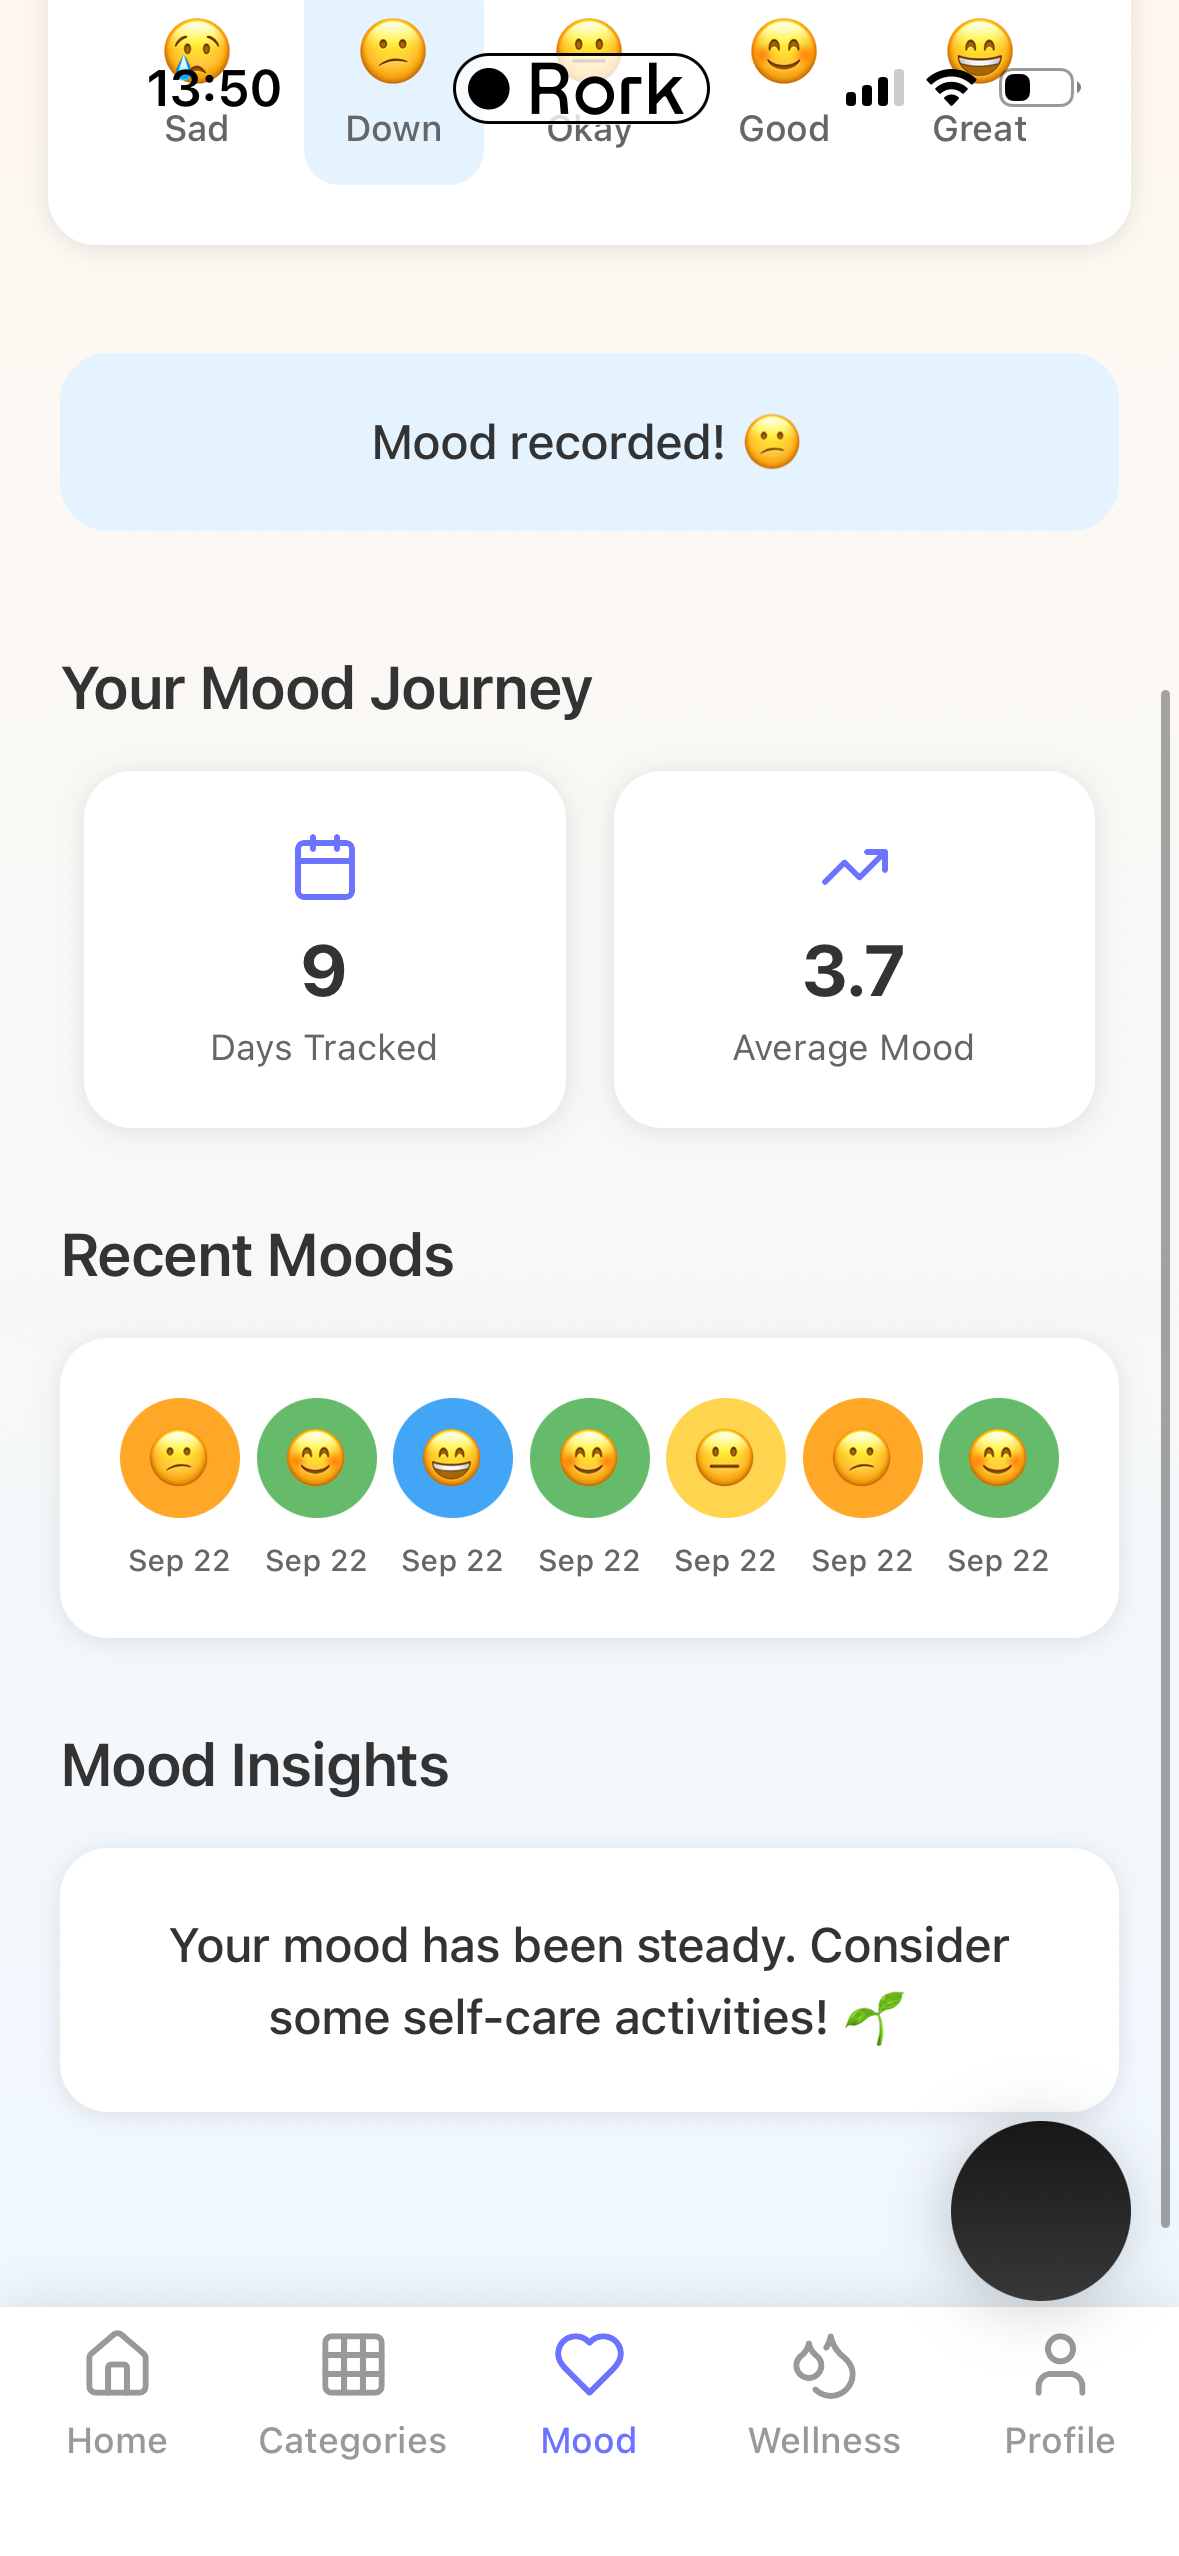 13:50
Rork
Sad
Down
Okay
Good
Great
Mood recorded! 😕
Your Mood Journey
9
Days Tracked
3.7
Average Mood
Recent Moods
Sep 22
Sep 22
Sep 22
Sep 22
Sep 22
Sep 22
Sep 22
Mood Insights
Your mood has been steady. Consider
some self-care activities! 🌱
Home
Categories
Mood
Wellness
Profile